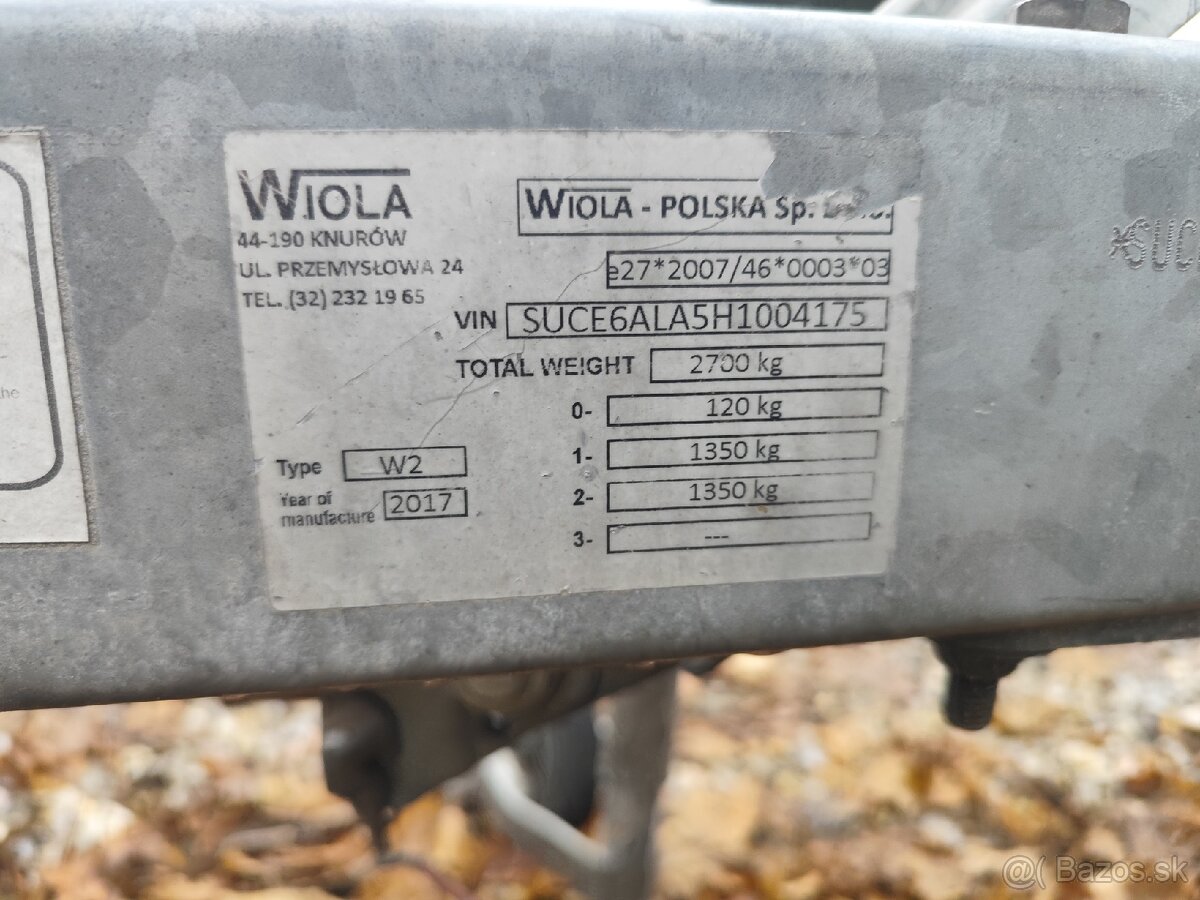 WIOLA
44-190 KNURÓW
UL. PRZEMYSŁOWA 24
TEL. (32) 232 19 65
WIOLA - POLSKA Sp.
e27*2007/46*0003*03
VIN SUCE6ALA5H1004175
TOTAL WEIGHT 2700 kg
0- 120 kg
1- 1350 kg
2- 1350 kg
3- ---
Type W2
Year of
manufacture 2017
*SUC
he
@ Bazos.sk